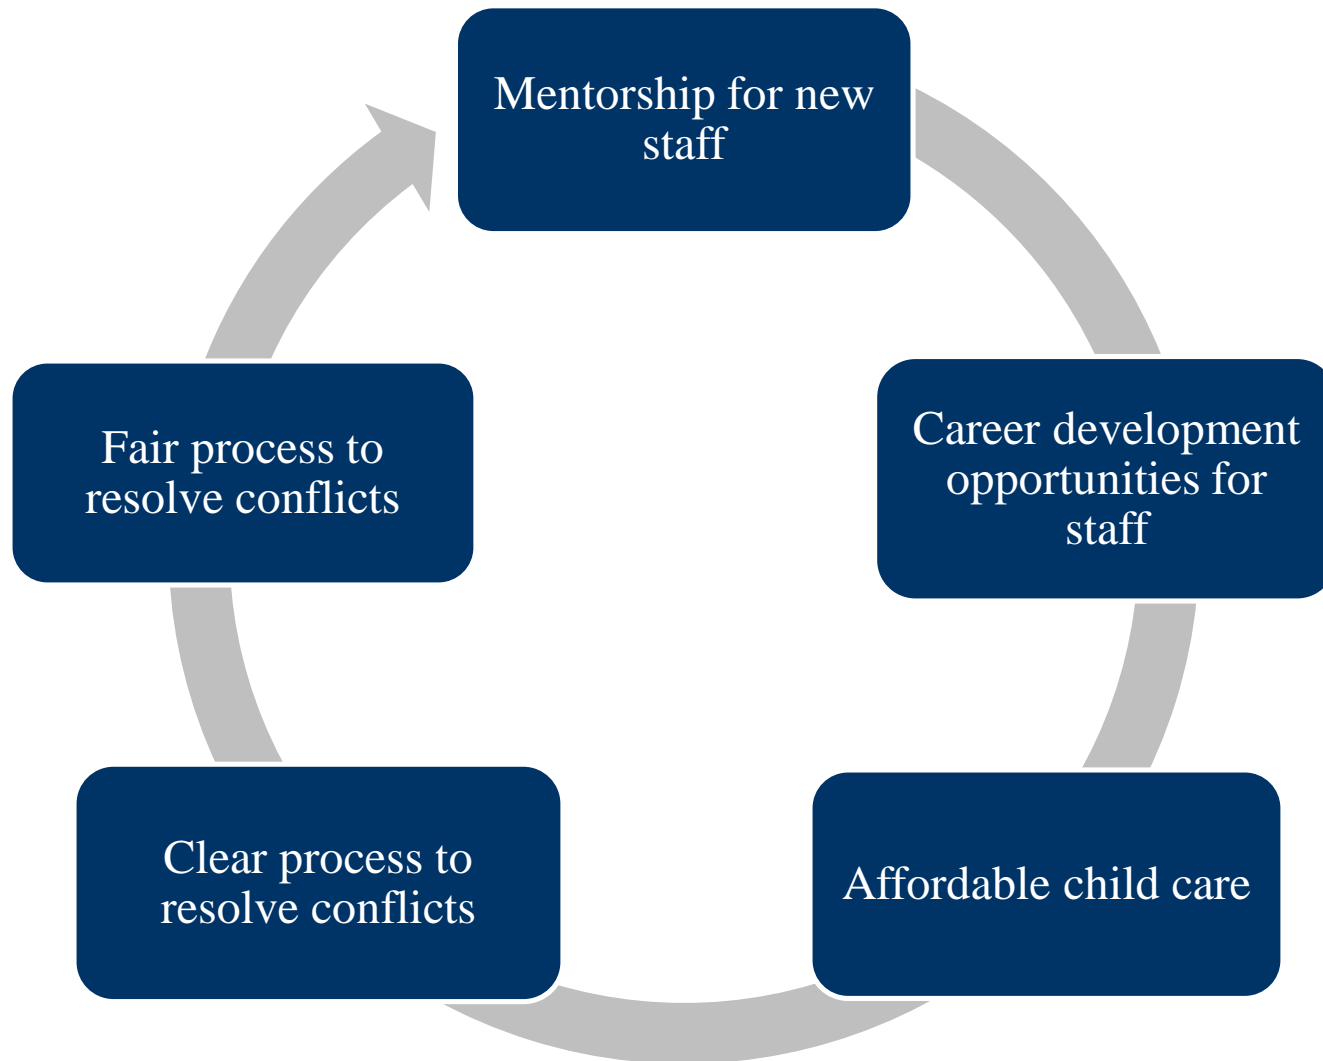 Mentorship for new
staff
Career development
opportunities for
staff
Affordable child care
Clear process to
resolve conflicts
Fair process to
resolve conflicts